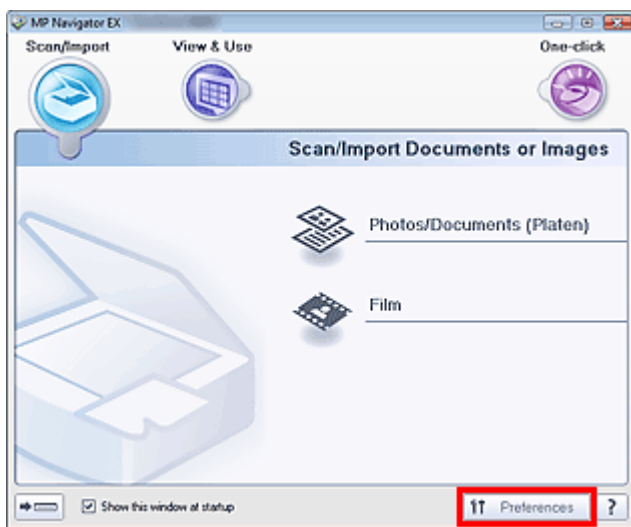 MP Navigator EX
Scan/Import
View & Use
One-click
Scan/Import Documents or Images
Photos/Documents (Platen)
Film
Show this window at startup
Preferences
?